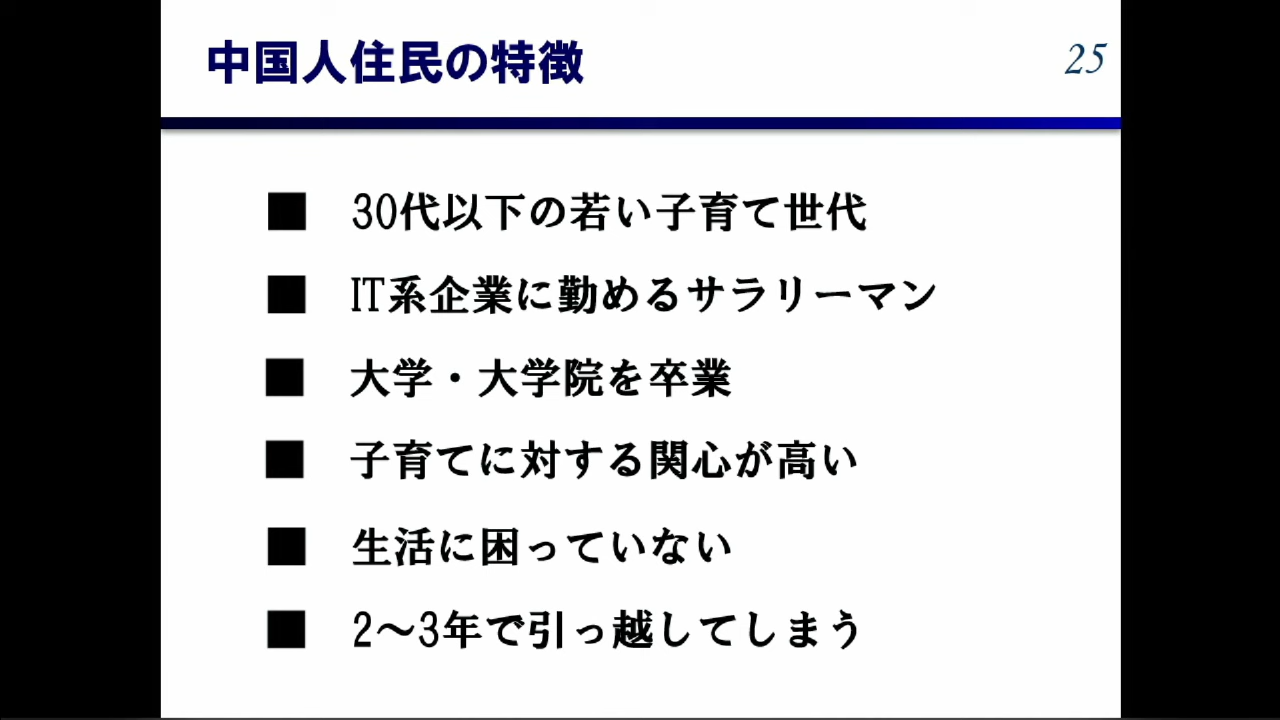 中国人住民の特徴
25
■ 30代以下の若い子育て世代
■ IT系企業に勤めるサラリーマン
■ 大学・大学院を卒業
■ 子育てに対する関心が高い
■ 生活に困っていない
■ 2～3年で引っ越してしまう